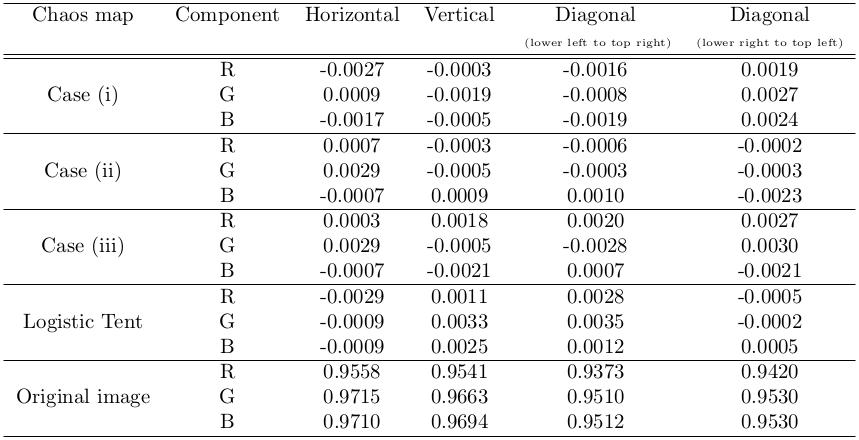 Chaos map Component Horizontal Vertical Diagonal Diagonal
(lower left to top right) (lower right to top left)
R -0.0027 -0.0003 -0.0016 0.0019
Case (i) G 0.0009 -0.0019 -0.0008 0.0027
B -0.0017 -0.0005 -0.0019 0.0024
R 0.0007 -0.0003 -0.0006 -0.0002
Case (ii) G 0.0029 -0.0005 -0.0003 -0.0003
B -0.0007 0.0009 0.0010 -0.0023
R 0.0003 0.0018 0.0020 0.0027
Case (iii) G 0.0029 -0.0005 -0.0028 0.0030
B -0.0007 -0.0021 0.0007 -0.0021
R -0.0029 0.0011 0.0028 -0.0005
Logistic Tent G -0.0009 0.0033 0.0035 -0.0002
B -0.0009 0.0025 0.0012 0.0005
R 0.9558 0.9541 0.9373 0.9420
Original image G 0.9715 0.9663 0.9510 0.9530
B 0.9710 0.9694 0.9512 0.9530